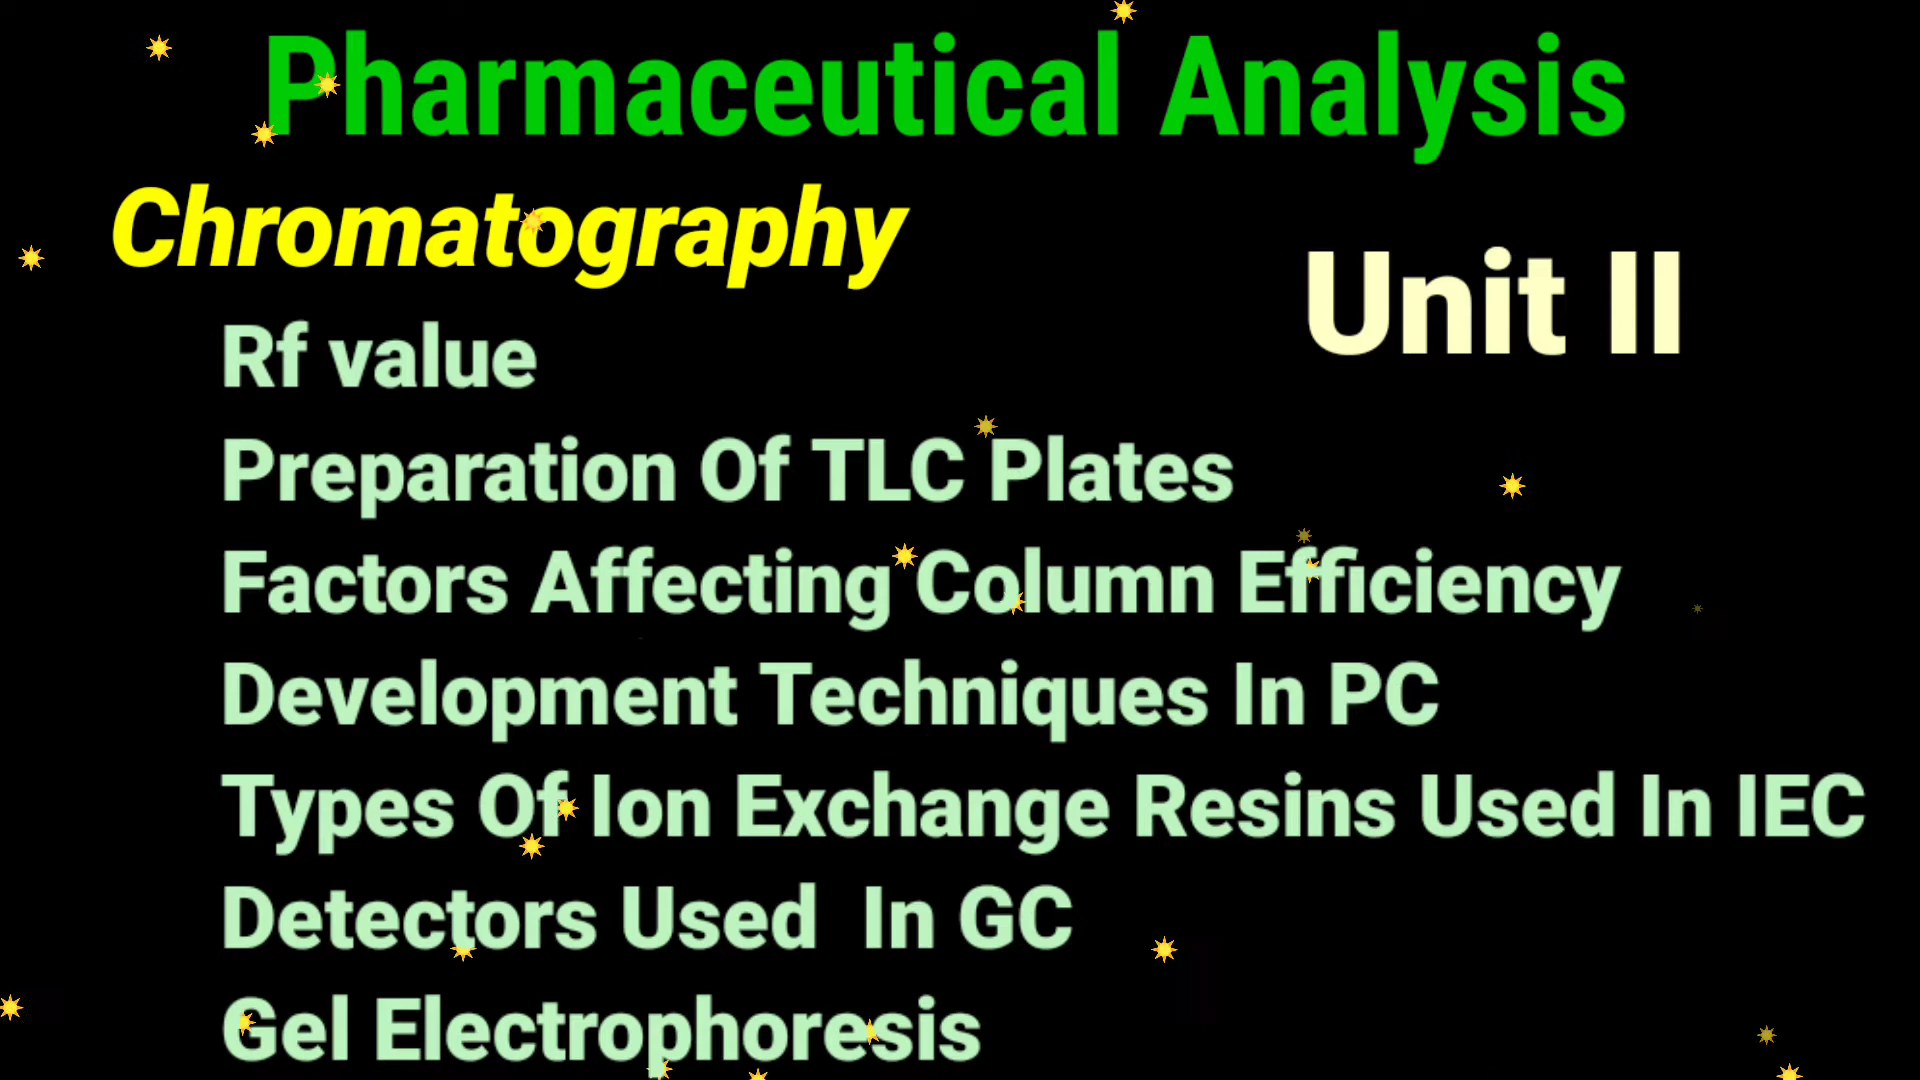 Pharmaceutical Analysis
Chromatography
Unit II
Rf value
Preparation Of TLC Plates
Factors Affecting Column Efficiency
Development Techniques In PC
Types Of Ion Exchange Resins Used In IEC
Detectors Used In GC
Gel Electrophoresis